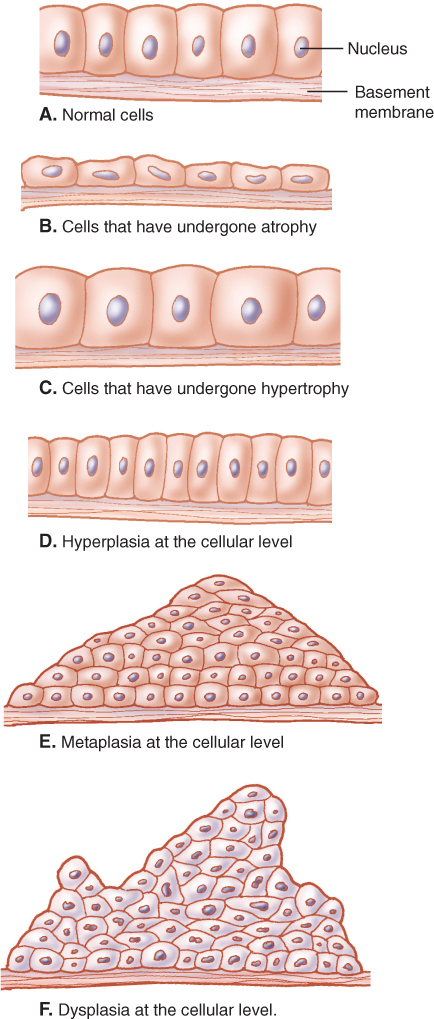 Nucleus
Basement
membrane
A. Normal cells
B. Cells that have undergone atrophy
C. Cells that have undergone hypertrophy
D. Hyperplasia at the cellular level
E. Metaplasia at the cellular level
F. Dysplasia at the cellular level.